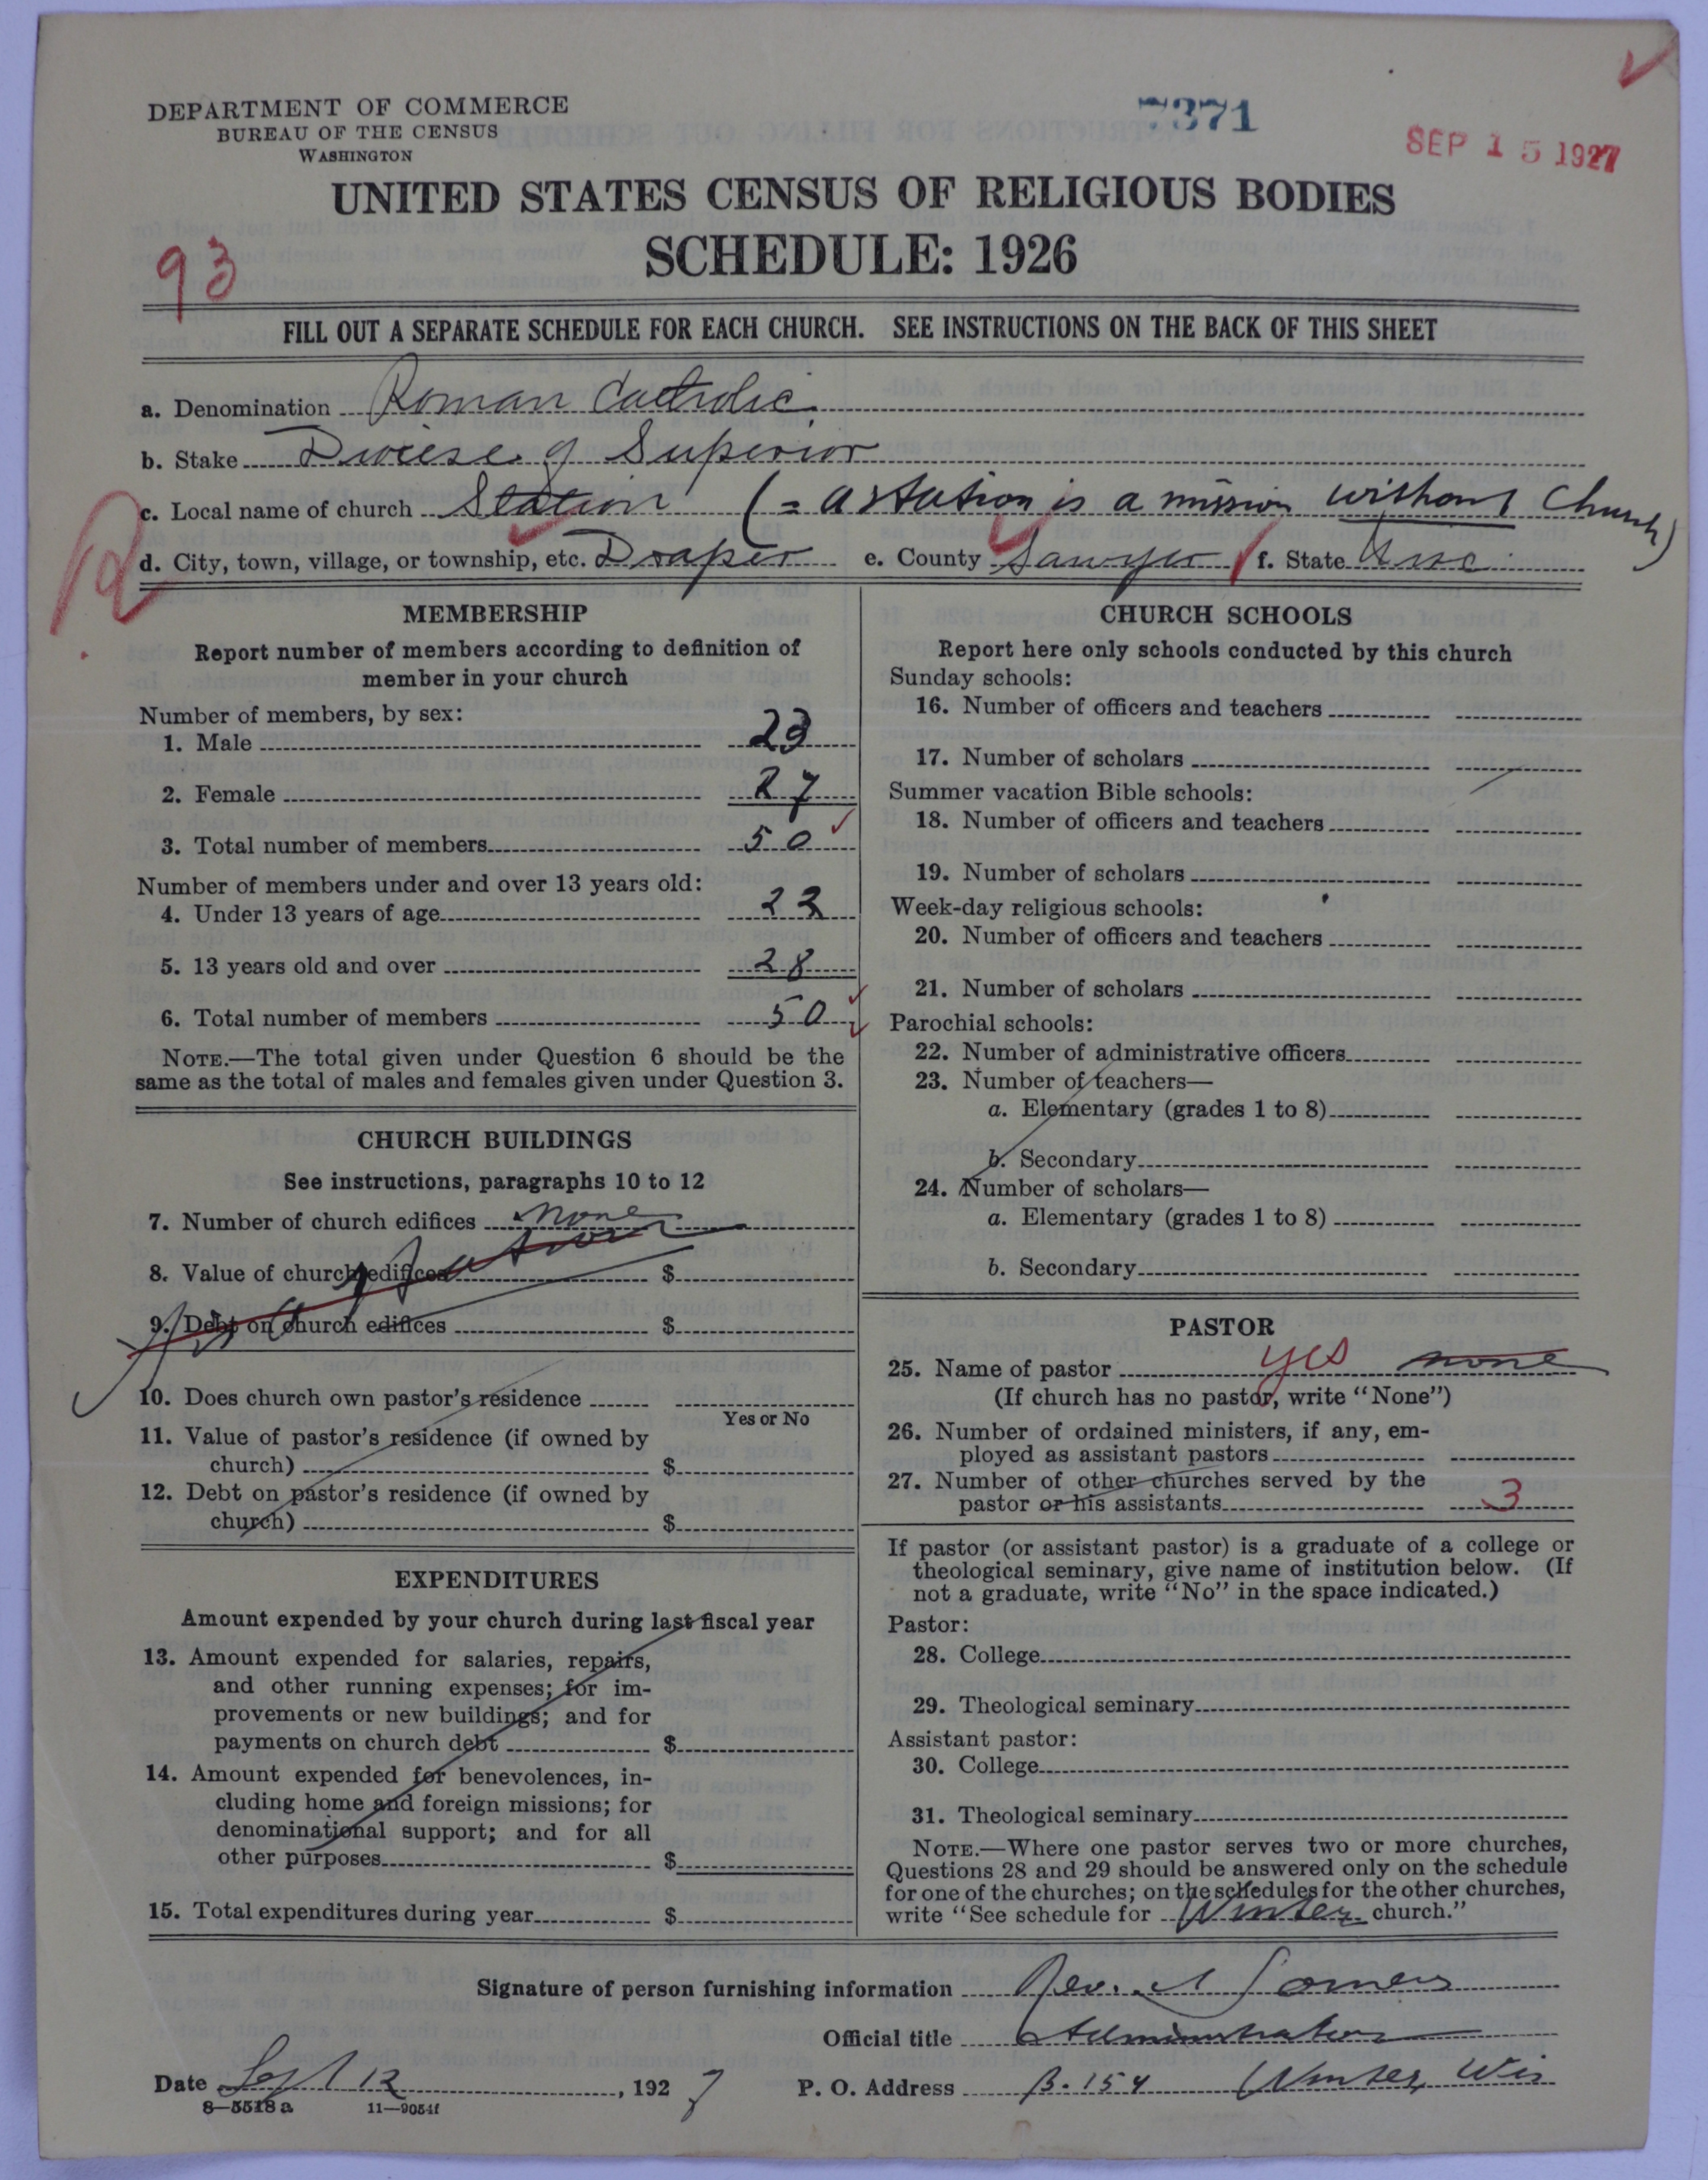 DEPARTMENT OF COMMERCE
BUREAU OF THE CENSUS
WASHINGTON
7371
SEP 15 1927
UNITED STATES CENSUS OF RELIGIOUS BODIES
SCHEDULE: 1926
93
FILL OUT A SEPARATE SCHEDULE FOR EACH CHURCH. SEE INSTRUCTIONS ON THE BACK OF THIS SHEET
a. Denomination Roman Catholic
b. Stake Diocese of Superior
c. Local name of church Station (= a station is a mission without Church)
d. City, town, village, or township, etc. Draper e. County Sawyer f. State Wisc
R
MEMBERSHIP
Report number of members according to definition of
member in your church
Number of members, by sex:
1. Male 23
2. Female 27
3. Total number of members 50
Number of members under and over 13 years old:
4. Under 13 years of age 22
5. 13 years old and over 28
6. Total number of members 50
NOTE.—The total given under Question 6 should be the
same as the total of males and females given under Question 3.
CHURCH BUILDINGS
See instructions, paragraphs 10 to 12
7. Number of church edifices none
8. Value of church edifices $
9. Debt on church edifices $
It is a station
10. Does church own pastor's residence
Yes or No
11. Value of pastor's residence (if owned by
church) $
12. Debt on pastor's residence (if owned by
church) $
EXPENDITURES
Amount expended by your church during last fiscal year
13. Amount expended for salaries, repairs,
and other running expenses; for im-
provements or new buildings; and for
payments on church debt $
14. Amount expended for benevolences, in-
cluding home and foreign missions; for
denominational support; and for all
other purposes $
15. Total expenditures during year $
CHURCH SCHOOLS
Report here only schools conducted by this church
Sunday schools:
16. Number of officers and teachers
17. Number of scholars
Summer vacation Bible schools:
18. Number of officers and teachers
19. Number of scholars
Week-day religious schools:
20. Number of officers and teachers
21. Number of scholars
Parochial schools:
22. Number of administrative officers
23. Number of teachers—
a. Elementary (grades 1 to 8)
b. Secondary
24. Number of scholars—
a. Elementary (grades 1 to 8)
b. Secondary
PASTOR
25. Name of pastor yes none
(If church has no pastor, write "None")
26. Number of ordained ministers, if any, em-
ployed as assistant pastors
27. Number of other churches served by the
pastor or his assistants 3
If pastor (or assistant pastor) is a graduate of a college or
theological seminary, give name of institution below. (If
not a graduate, write "No" in the space indicated.)
Pastor:
28. College
29. Theological seminary
Assistant pastor:
30. College
31. Theological seminary
NOTE.—Where one pastor serves two or more churches,
Questions 28 and 29 should be answered only on the schedule
for one of the churches; on the schedules for the other churches,
write "See schedule for Winter church."
Signature of person furnishing information Rev. A Somers
Official title Administrator
Date Sept 12, 1927 P. O. Address B. 154 Winter, Wis
8—5518a 11—9054f